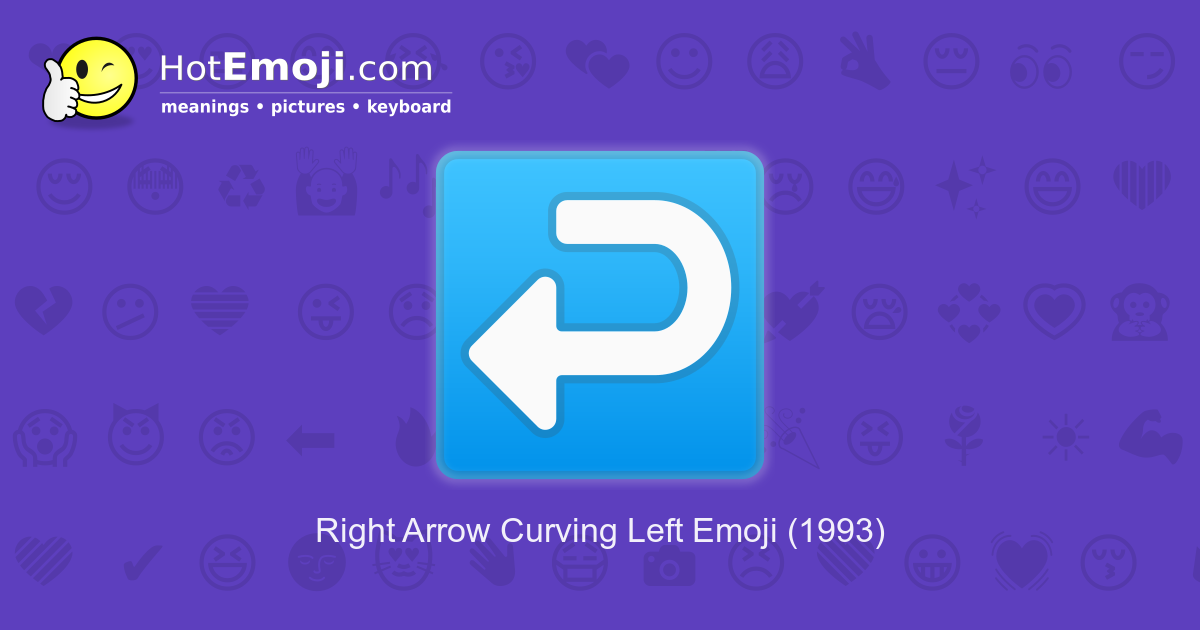 HotEmoji.com
meanings • pictures • keyboard
Right Arrow Curving Left Emoji (1993)